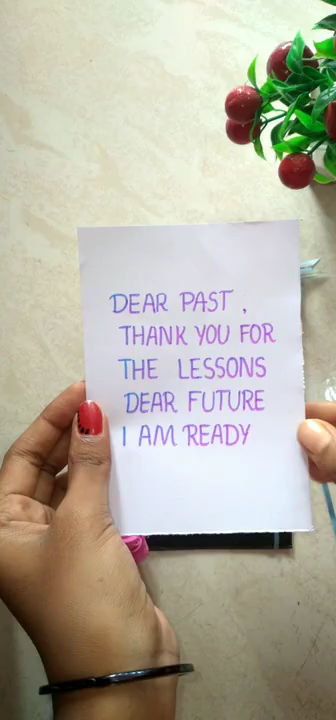 DEAR PAST ,
THANK YOU FOR
THE LESSONS
DEAR FUTURE
I AM READY